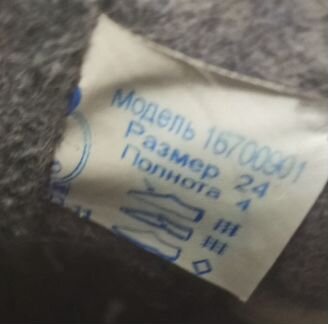 Модель 16700901
Размер 24
Полнота 4